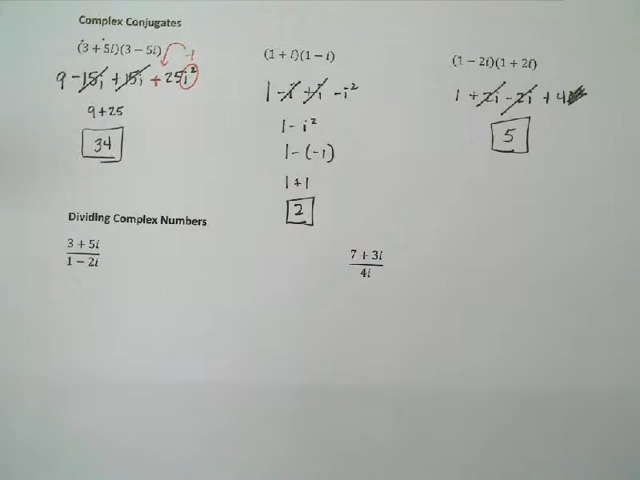 Complex Conjugates
(3 + 5i)(3 − 5i)
-1
9 - 15i + 15i + 25i²
9 + 25
34
(1 + i)(1 − i)
1 - i + i - i²
1 - i²
1 - (-1)
1 + 1
2
(1 − 2i)(1 + 2i)
1 + 2i - 2i + 4
5
Dividing Complex Numbers
3 + 5i
1 − 2i
7 + 3i
4i